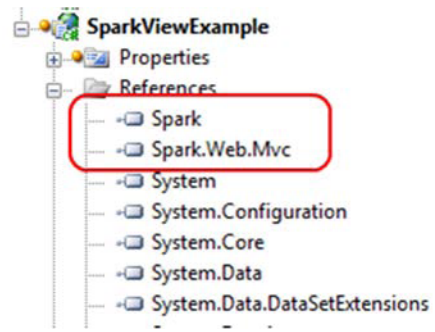 SparkViewExample
Properties
References
Spark
Spark.Web.Mvc
System
System.Configuration
System.Core
System.Data
System.Data.DataSetExtensions